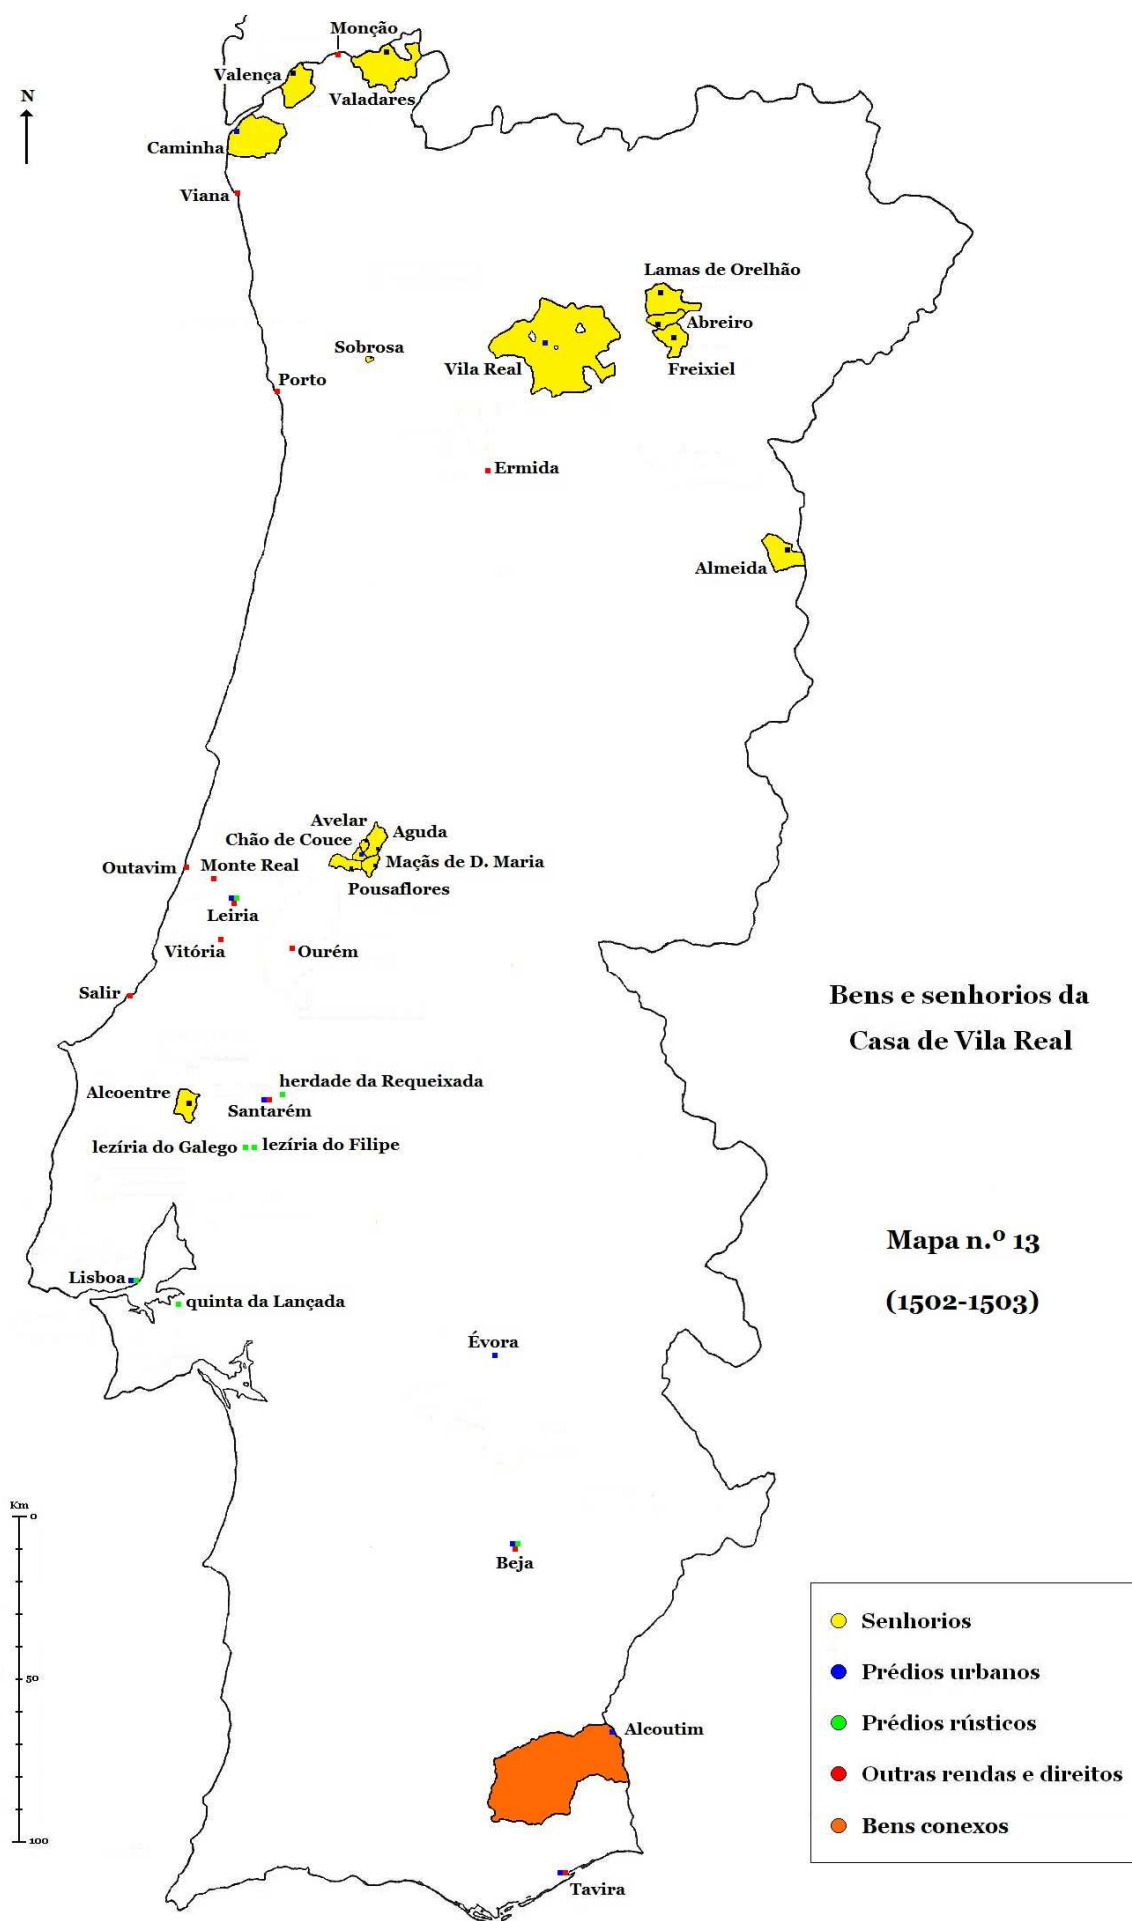 Monção
Valença
Valadares
N
Caminha
Viana
Lamas de Orelhão
Abreiro
Sobrosa
Vila Real
Freixiel
Porto
Ermida
Almeida
Avelar
Aguda
Chão de Couce
Outavim
Monte Real
Maçãs de D. Maria
Pousaflores
Leiria
Vitória
Ourém
Salir
Bens e senhorios da
Casa de Vila Real
herdade da Requeixada
Alcoentre
Santarém
lezíria do Galego
lezíria do Filipe
Mapa n.º 13
Lisboa
quinta da Lançada
(1502-1503)
Évora
Km
0
Beja
50
100
Alcoutim
Tavira
Senhorios
Prédios urbanos
Prédios rústicos
Outras rendas e direitos
Bens conexos